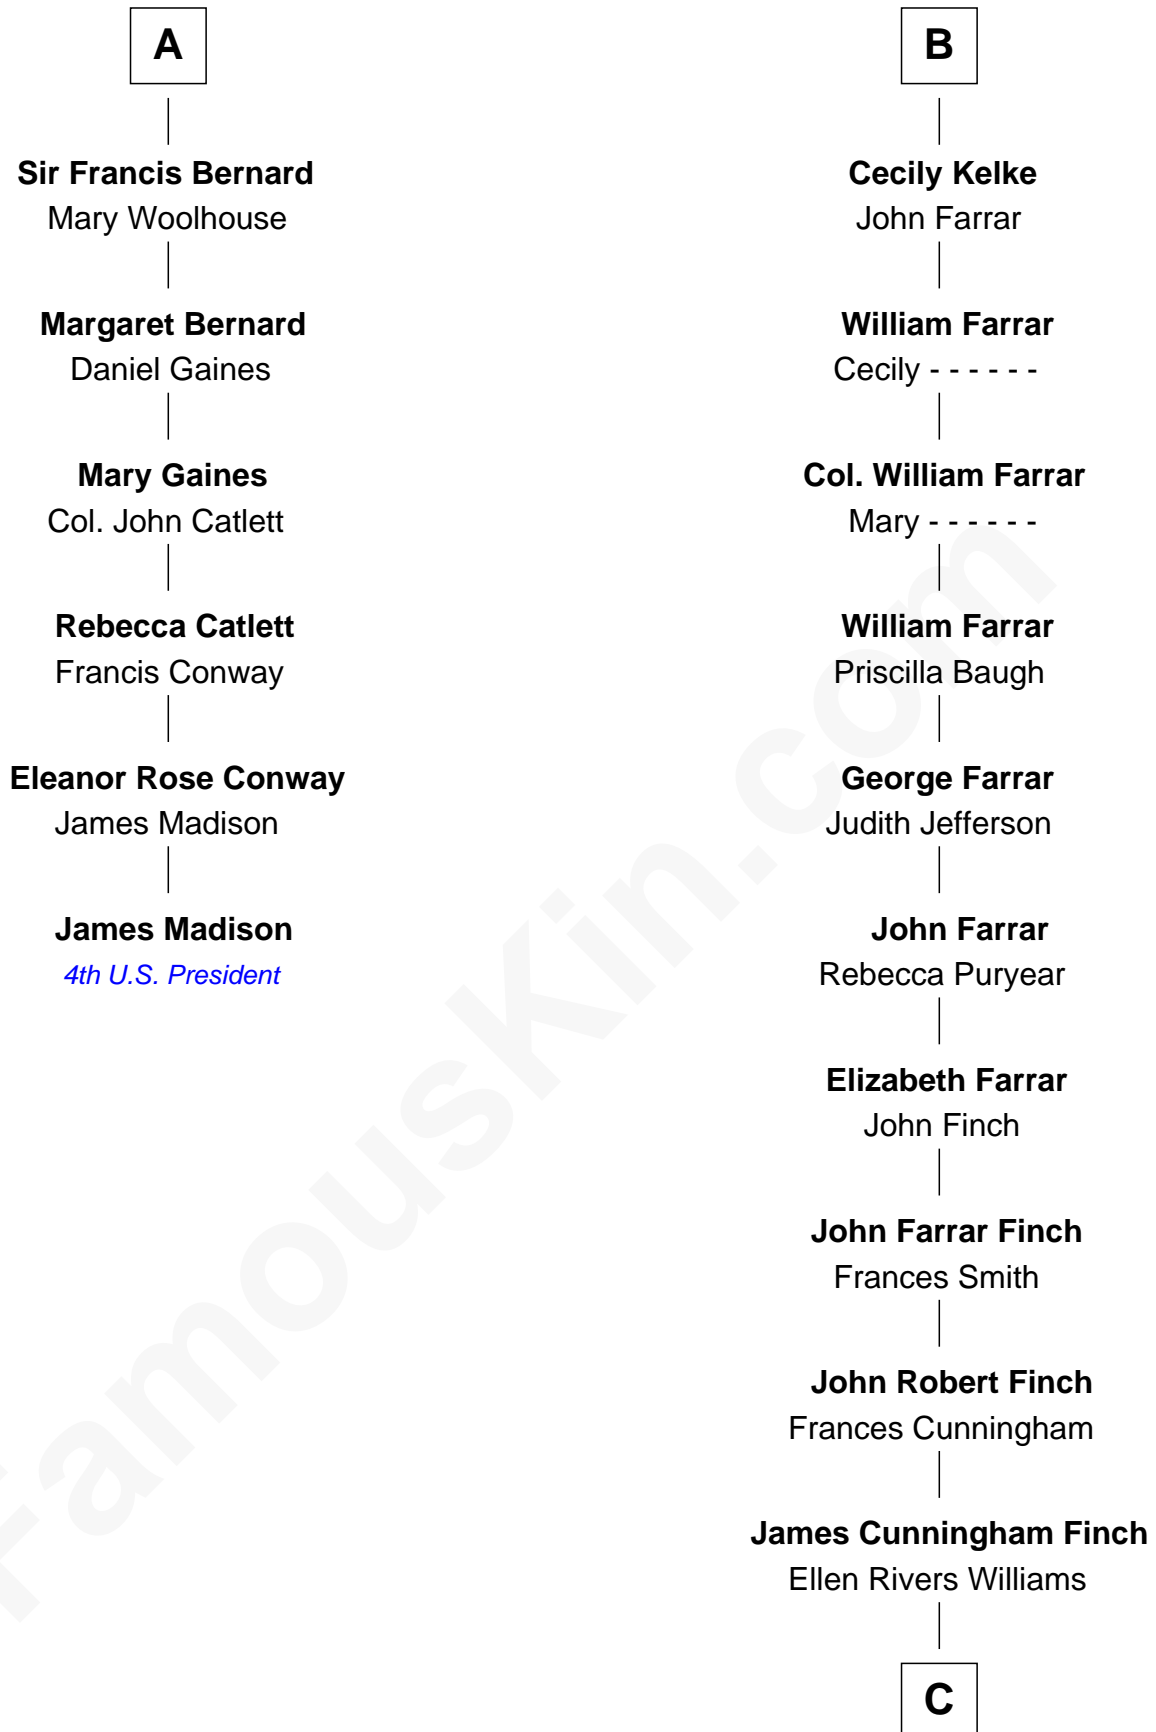 A
Sir Francis Bernard
Mary Woolhouse
Margaret Bernard
Daniel Gaines
Mary Gaines
Col. John Catlett
Rebecca Catlett
Francis Conway
Eleanor Rose Conway
James Madison
James Madison
4th U.S. President
B
Cecily Kelke
John Farrar
William Farrar
Cecily - - - - - -
Col. William Farrar
Mary - - - - - -
William Farrar
Priscilla Baugh
George Farrar
Judith Jefferson
John Farrar
Rebecca Puryear
Elizabeth Farrar
John Finch
John Farrar Finch
Frances Smith
John Robert Finch
Frances Cunningham
James Cunningham Finch
Ellen Rivers Williams
C
FamousKin.com